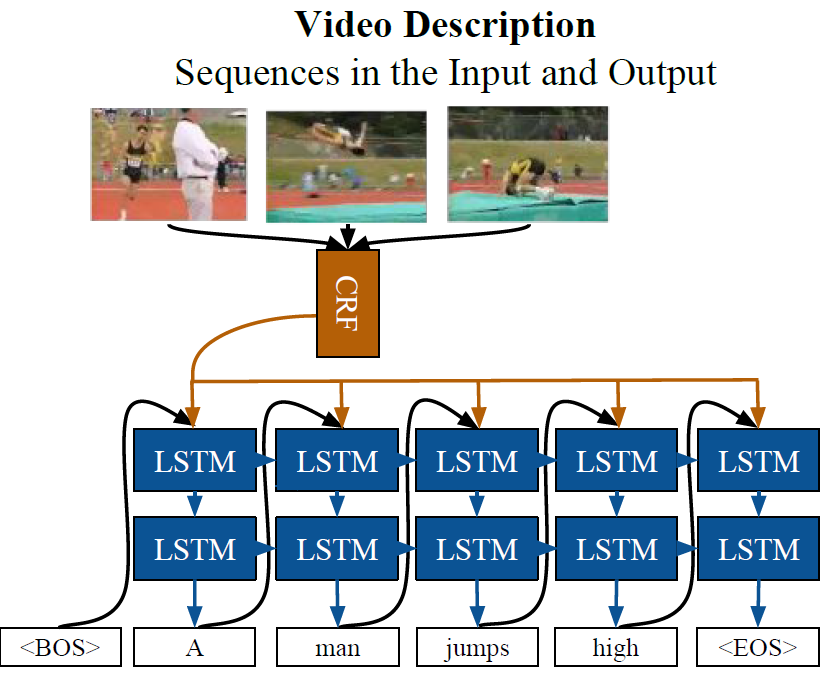 Video Description
Sequences in the Input and Output
CRF
LSTM LSTM LSTM LSTM LSTM
LSTM LSTM LSTM LSTM LSTM
<BOS> A man jumps high <EOS>